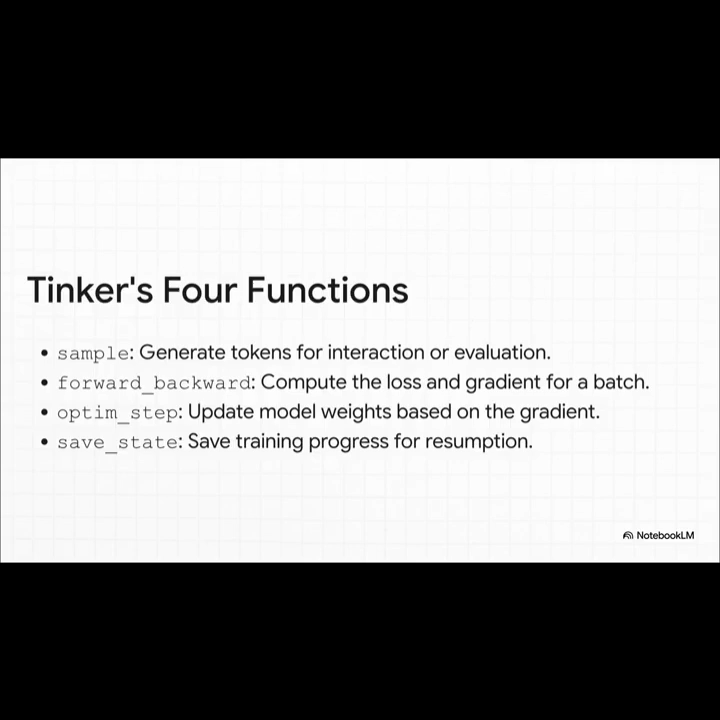 Tinker's Four Functions
• sample: Generate tokens for interaction or evaluation.
• forward_backward: Compute the loss and gradient for a batch.
• optim_step: Update model weights based on the gradient.
• save_state: Save training progress for resumption.
NotebookLM